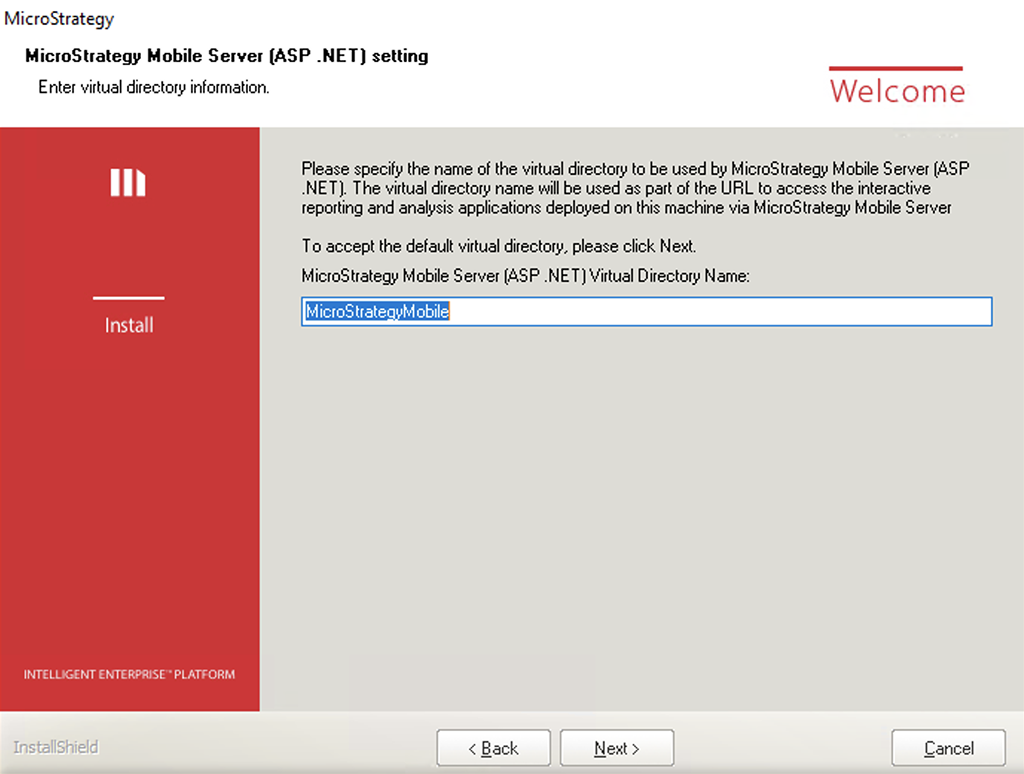 MicroStrategy
MicroStrategy Mobile Server (ASP .NET) setting
Enter virtual directory information.
Welcome
Please specify the name of the virtual directory to be used by MicroStrategy Mobile Server (ASP
.NET). The virtual directory name will be used as part of the URL to access the interactive
reporting and analysis applications deployed on this machine via MicroStrategy Mobile Server
To accept the default virtual directory, please click Next.
MicroStrategy Mobile Server (ASP .NET) Virtual Directory Name:
MicroStrategyMobile
Install
INTELLIGENT ENTERPRISE™ PLATFORM
InstallShield
< Back
Next >
Cancel